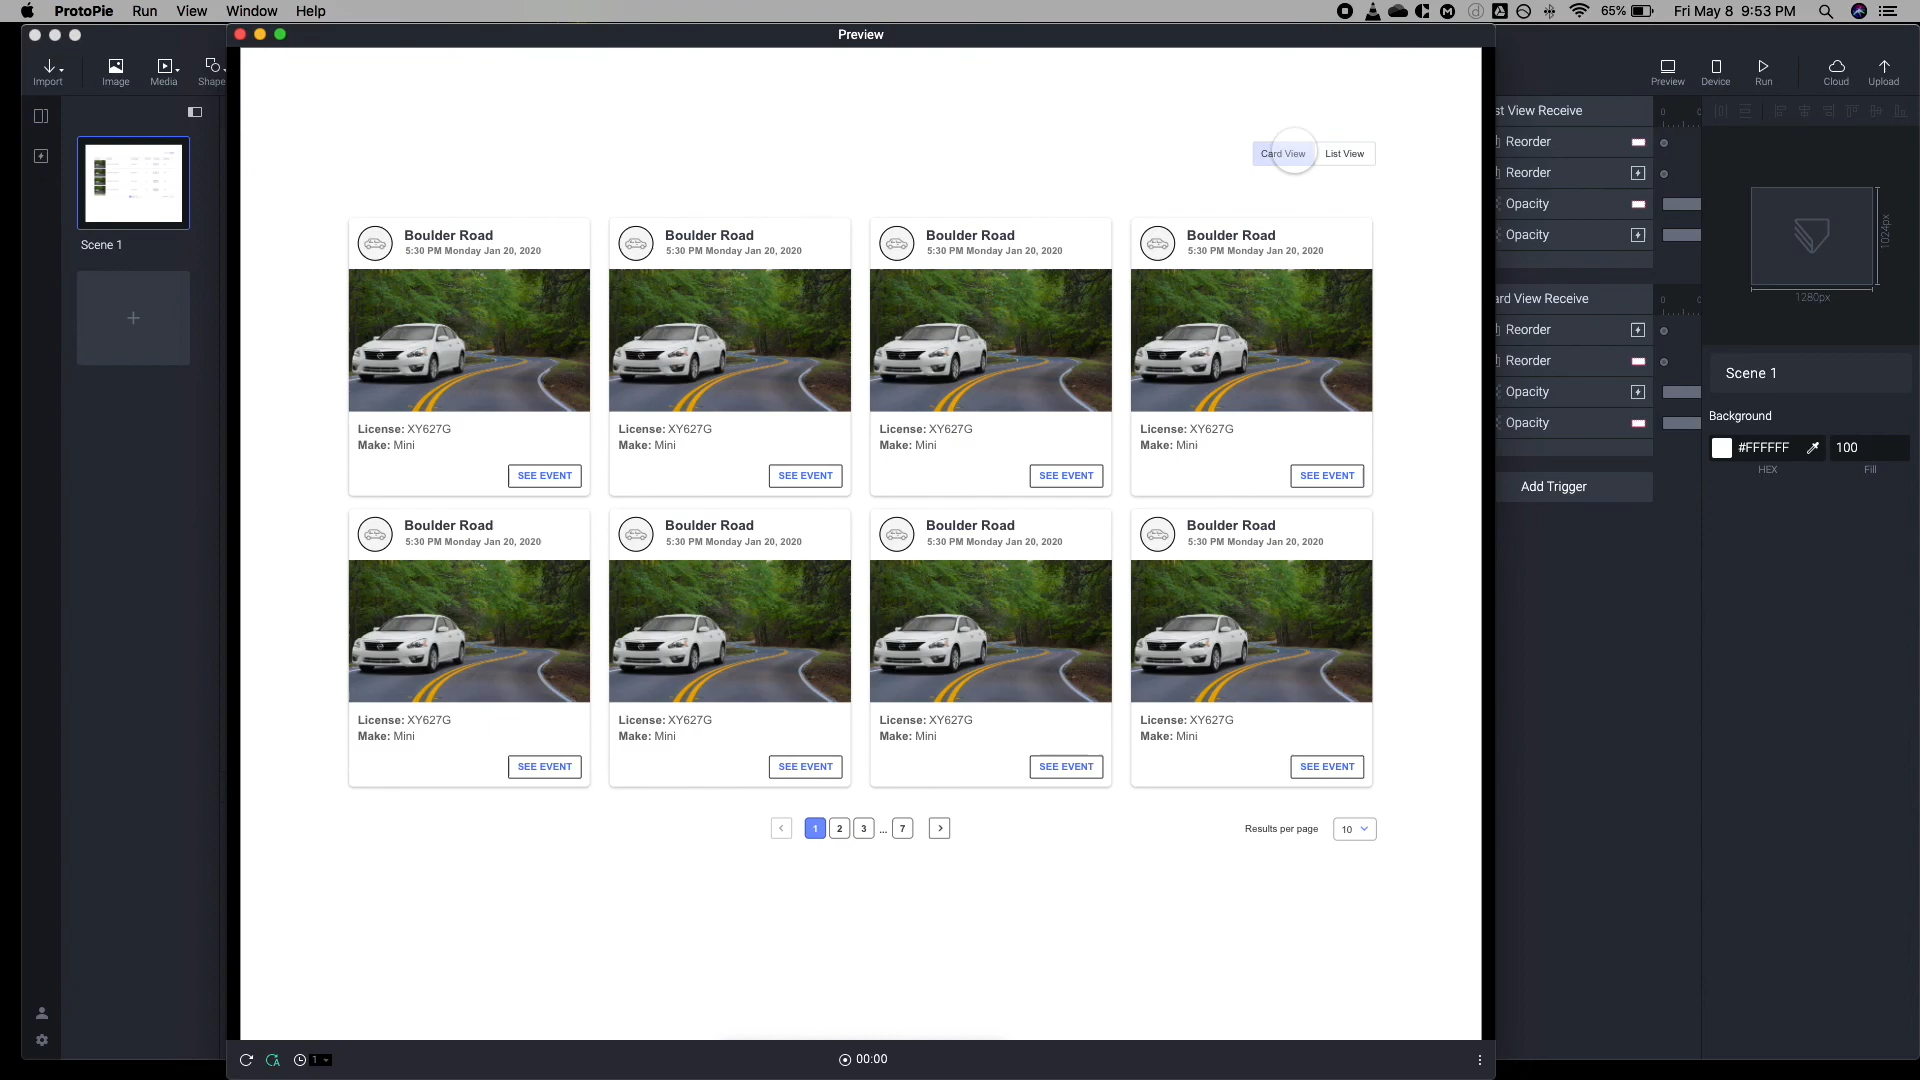 ProtoPie Run View Window Help
65% Fri May 8 9:53 PM
Preview
Import Image Media Shape
Preview Device Run Cloud Upload
Scene 1
Card View List View
Boulder Road
5:30 PM Monday Jan 20, 2020
License: XY627G
Make: Mini
SEE EVENT
Boulder Road
5:30 PM Monday Jan 20, 2020
License: XY627G
Make: Mini
SEE EVENT
Boulder Road
5:30 PM Monday Jan 20, 2020
License: XY627G
Make: Mini
SEE EVENT
Boulder Road
5:30 PM Monday Jan 20, 2020
License: XY627G
Make: Mini
SEE EVENT
Boulder Road
5:30 PM Monday Jan 20, 2020
License: XY627G
Make: Mini
SEE EVENT
Boulder Road
5:30 PM Monday Jan 20, 2020
License: XY627G
Make: Mini
SEE EVENT
Boulder Road
5:30 PM Monday Jan 20, 2020
License: XY627G
Make: Mini
SEE EVENT
Boulder Road
5:30 PM Monday Jan 20, 2020
License: XY627G
Make: Mini
SEE EVENT
< 1 2 3 ... 7 >
Results per page 10
1
00:00
st View Receive
0
Reorder
Reorder
Opacity
Opacity
ard View Receive
0
Reorder
Reorder
Opacity
Opacity
Add Trigger
1024px
1280px
Scene 1
Background
#FFFFFF 100
HEX Fill